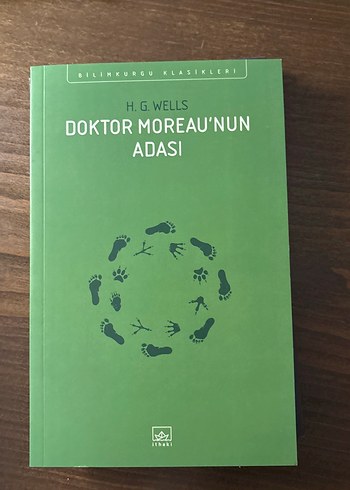 BİLİMKURGU KLASİKLERİ
H. G. WELLS
DOKTOR MOREAU'NUN
ADASI
ithaki